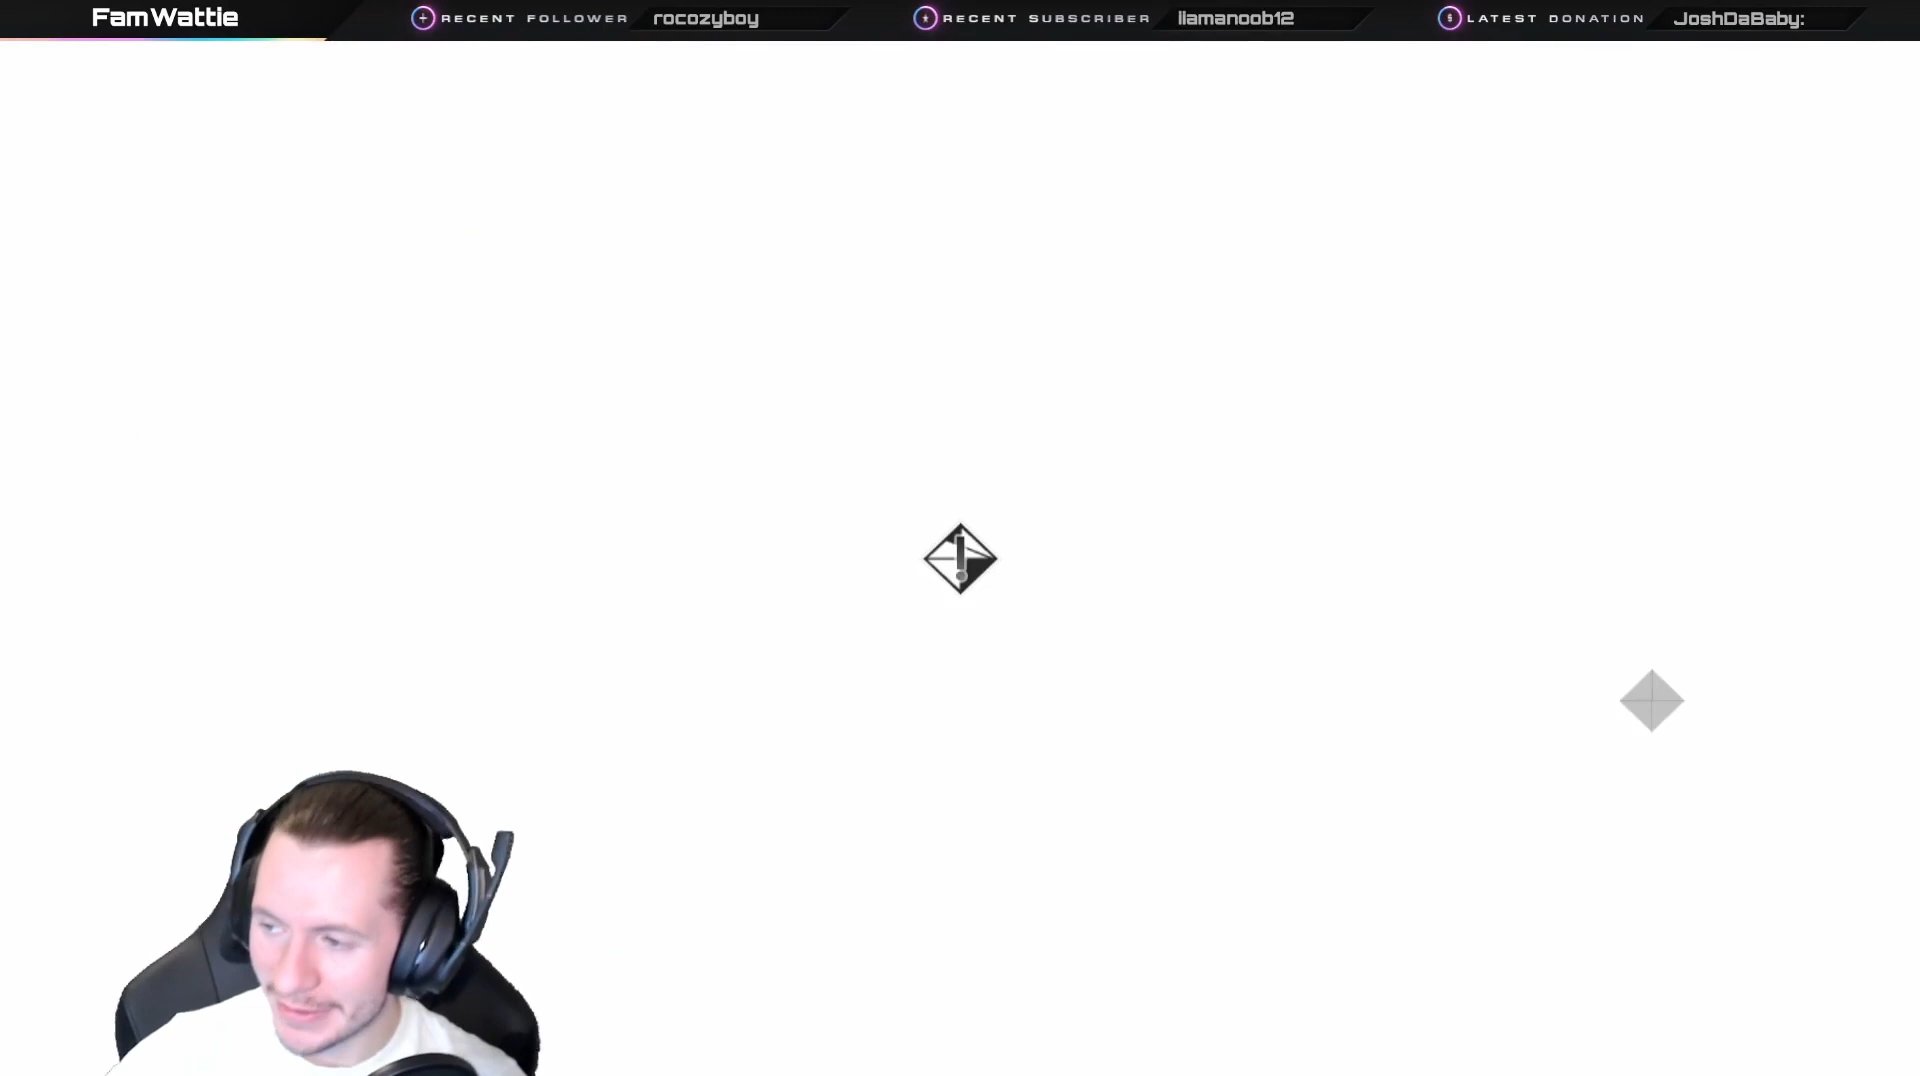 FamWattie
RECENT FOLLOWER rocozyboy
RECENT SUBSCRIBER llamanoob12
LATEST DONATION JoshDaBaby: